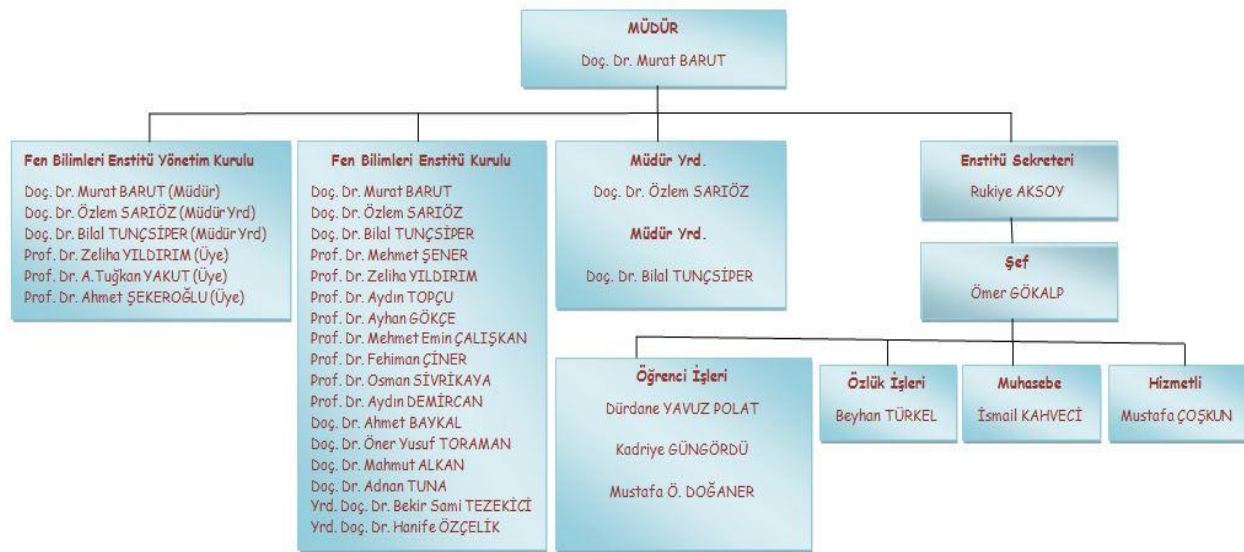 MÜDÜR
Doç. Dr. Murat BARUT
Fen Bilimleri Enstitü Yönetim Kurulu
Doç. Dr. Murat BARUT (Müdür)
Doç. Dr. Özlem SARIÖZ (Müdür Yrd)
Doç. Dr. Bilal TUNÇSİPER (Müdür Yrd)
Prof. Dr. Zeliha YILDIRIM (Üye)
Prof. Dr. A.Tuğkan YAKUT (Üye)
Prof. Dr. Ahmet ŞEKEROĞLU (Üye)
Fen Bilimleri Enstitü Kurulu
Doç. Dr. Murat BARUT
Doç. Dr. Özlem SARIÖZ
Doç. Dr. Bilal TUNÇSİPER
Prof. Dr. Mehmet ŞENER
Prof. Dr. Zeliha YILDIRIM
Prof. Dr. Aydın TOPÇU
Prof. Dr. Ayhan GÖKÇE
Prof. Dr. Mehmet Emin ÇALIŞKAN
Prof. Dr. Fehiman ÇİNER
Prof. Dr. Osman SİVRİKAYA
Prof. Dr. Aydın DEMİRCAN
Doç. Dr. Ahmet BAYKAL
Doç. Dr. Öner Yusuf TORAMAN
Doç. Dr. Mahmut ALKAN
Doç. Dr. Adnan TUNA
Yrd. Doç. Dr. Bekir Sami TEZEKİCİ
Yrd. Doç. Dr. Hanife ÖZÇELİK
Müdür Yrd.
Doç. Dr. Özlem SARIÖZ
Müdür Yrd.
Doç. Dr. Bilal TUNÇSİPER
Enstitü Sekreteri
Rukiye AKSOY
Şef
Ömer GÖKALP
Öğrenci İşleri
Dürdane YAVUZ POLAT
Kadriye GÜNGÖRDÜ
Mustafa Ö. DOĞANER
Özlük İşleri
Beyhan TÜRKEL
Muhasebe
İsmail KAHVECİ
Hizmetli
Mustafa ÇOŞKUN